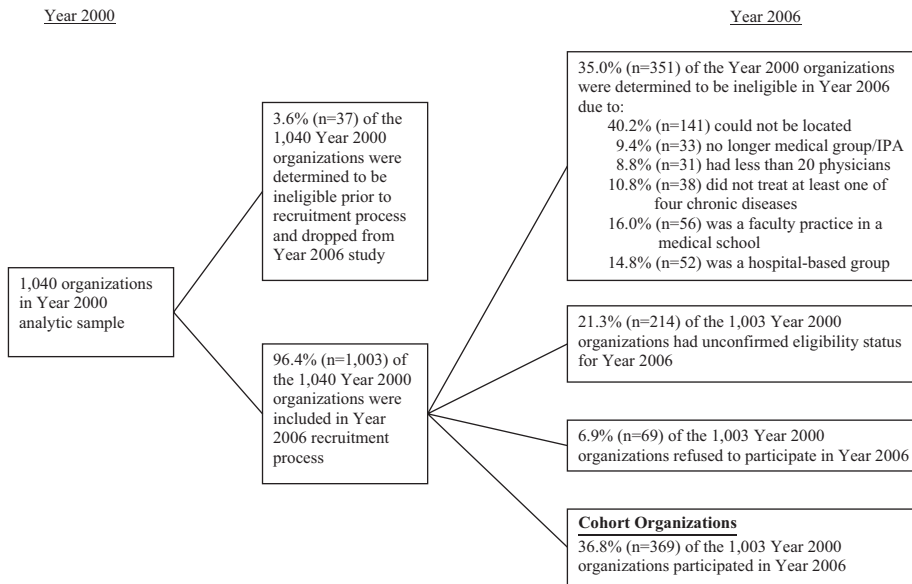 Year 2000
Year 2006
1,040 organizations
in Year 2000
analytic sample
3.6% (n=37) of the
1,040 Year 2000
organizations were
determined to be
ineligible prior to
recruitment process
and dropped from
Year 2006 study
96.4% (n=1,003) of
the 1,040 Year 2000
organizations were
included in Year
2006 recruitment
process
35.0% (n=351) of the Year 2000 organizations
were determined to be ineligible in Year 2006
due to:
40.2% (n=141) could not be located
9.4% (n=33) no longer medical group/IPA
8.8% (n=31) had less than 20 physicians
10.8% (n=38) did not treat at least one of
four chronic diseases
16.0% (n=56) was a faculty practice in a
medical school
14.8% (n=52) was a hospital-based group
21.3% (n=214) of the 1,003 Year 2000
organizations had unconfirmed eligibility status
for Year 2006
6.9% (n=69) of the 1,003 Year 2000
organizations refused to participate in Year 2006
Cohort Organizations
36.8% (n=369) of the 1,003 Year 2000
organizations participated in Year 2006